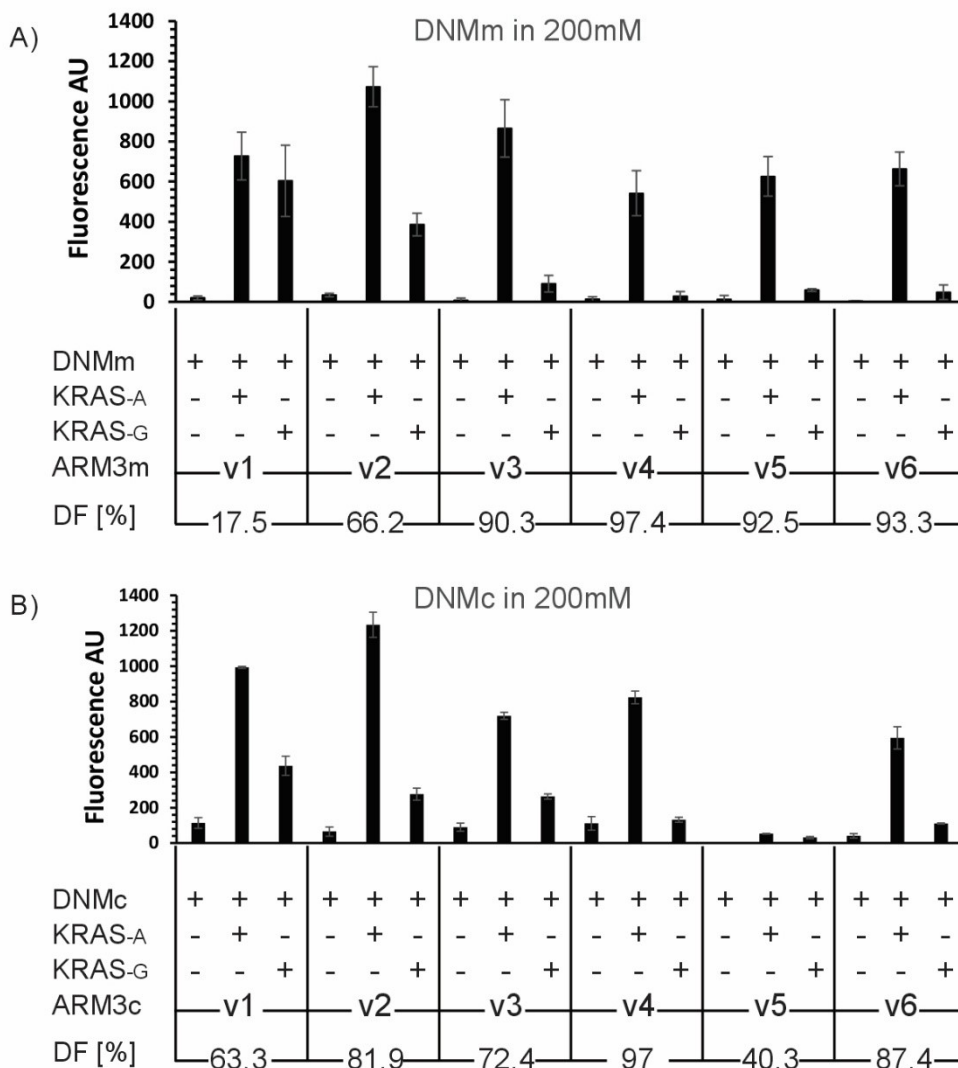 A)
DNMm in 200mM
Fluorescence AU
1400
1200
1000
800
600
400
200
0
DNMm + + + + + + + + + + + + + + + + + +
KRAS-A - + - - + - - + - - + - - + - - + -
KRAS-G - - + - - + - - + - - + - - + - - +
ARM3m v1 v2 v3 v4 v5 v6
DF [%] 17.5 66.2 90.3 97.4 92.5 93.3
B)
DNMc in 200mM
Fluorescence AU
1400
1200
1000
800
600
400
200
0
DNMc + + + + + + + + + + + + + + + + + +
KRAS-A - + - - + - - + - - + - - + - - + -
KRAS-G - - + - - + - - + - - + - - + - - +
ARM3c v1 v2 v3 v4 v5 v6
DF [%] 63.3 81.9 72.4 97 40.3 87.4